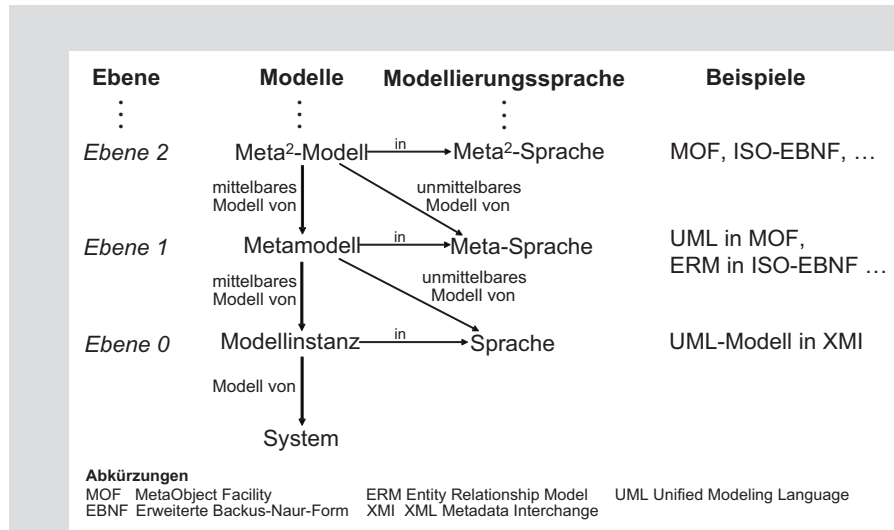 Ebene Modelle Modellierungssprache Beispiele
Ebene 2 Meta²-Modell in Meta²-Sprache MOF, ISO-EBNF, …
mittelbares unmittelbares
Modell von Modell von
Ebene 1 Metamodell in Meta-Sprache UML in MOF,
ERM in ISO-EBNF …
mittelbares unmittelbares
Modell von Modell von
Ebene 0 Modellinstanz in Sprache UML-Modell in XMI
Modell von
System
Abkürzungen
MOF MetaObject Facility ERM Entity Relationship Model UML Unified Modeling Language
EBNF Erweiterte Backus-Naur-Form XMI XML Metadata Interchange